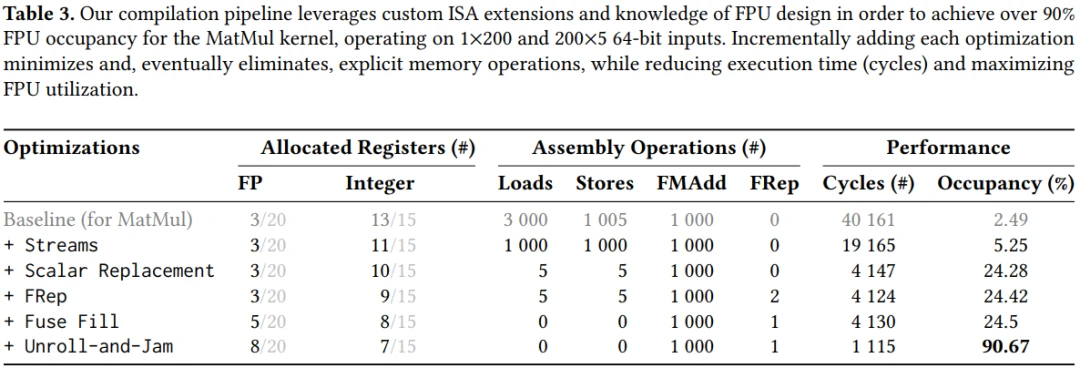 Table 3. Our compilation pipeline leverages custom ISA extensions and knowledge of FPU design in order to achieve over 90%
FPU occupancy for the MatMul kernel, operating on 1×200 and 200×5 64-bit inputs. Incrementally adding each optimization
minimizes and, eventually eliminates, explicit memory operations, while reducing execution time (cycles) and maximizing
FPU utilization.
Optimizations Allocated Registers (#) Assembly Operations (#) Performance
FP Integer Loads Stores FMAdd FRep Cycles (#) Occupancy (%)
Baseline (for MatMul) 3/20 13/15 3 000 1 005 1 000 0 40 161 2.49
+ Streams 3/20 11/15 1 000 1 000 1 000 0 19 165 5.25
+ Scalar Replacement 3/20 10/15 5 5 1 000 0 4 147 24.28
+ FRep 3/20 9/15 5 5 1 000 2 4 124 24.42
+ Fuse Fill 5/20 8/15 0 0 1 000 1 4 130 24.5
+ Unroll-and-Jam 8/20 7/15 0 0 1 000 1 1 115 90.67